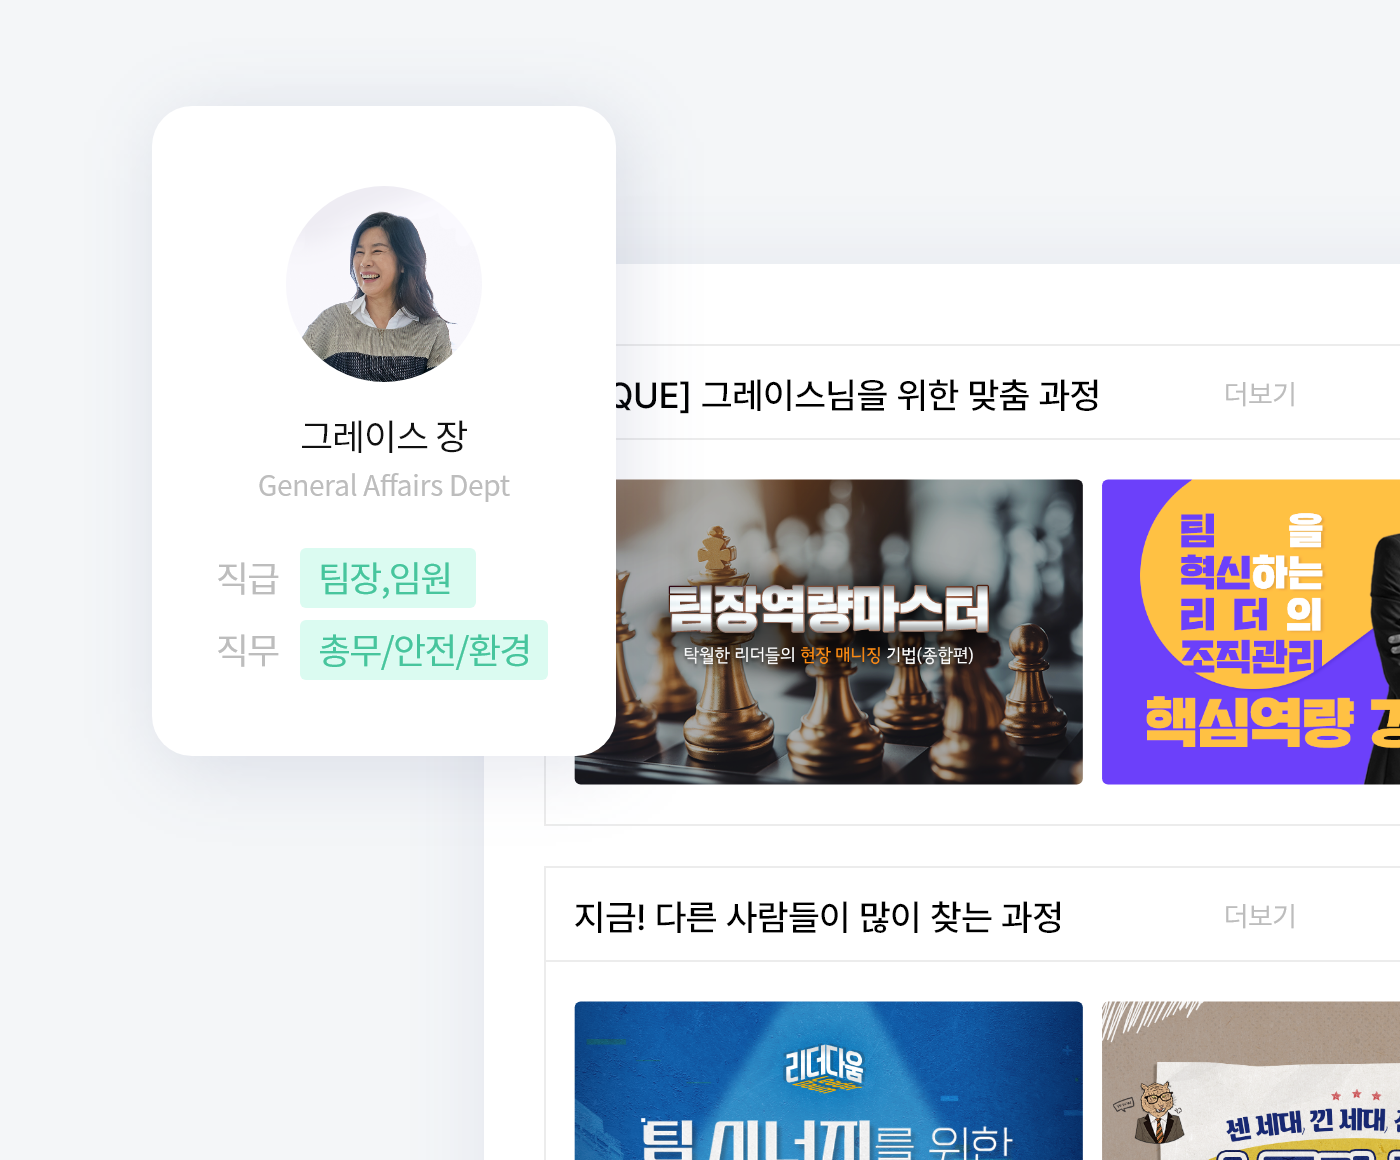 그레이스 장
General Affairs Dept
직급 팀장,임원
직무 총무/안전/환경
QUE] 그레이스님을 위한 맞춤 과정
더보기
팀장역량마스터
탁월한 리더들의 현장 매니징 기법(종합편)
팀을
혁신하는
리더의
조직관리
핵심역량
지금! 다른 사람들이 많이 찾는 과정
더보기
리더다움
팀 시너지를 위한
젠 세대, 낀 세대,